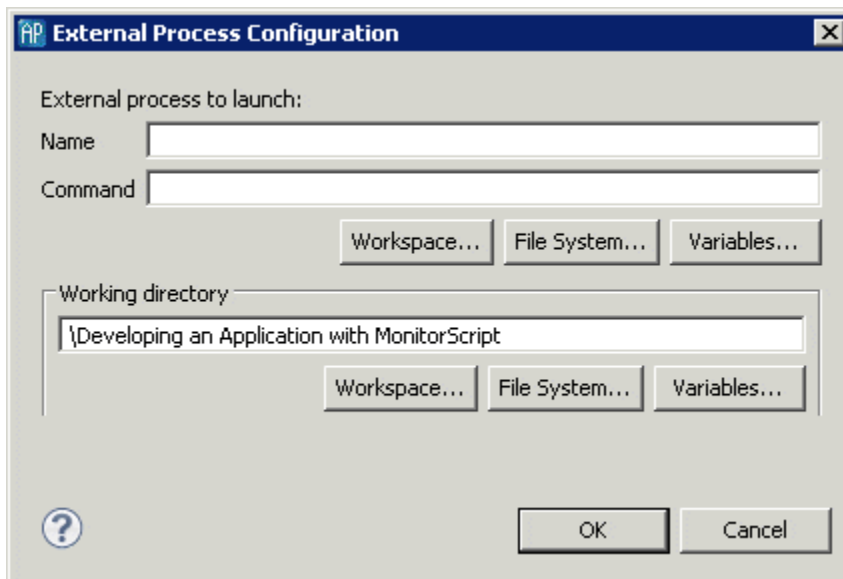 AP External Process Configuration
External process to launch:
Name
Command
Workspace... File System... Variables...
Working directory
\Developing an Application with MonitorScript
Workspace... File System... Variables...
? OK Cancel